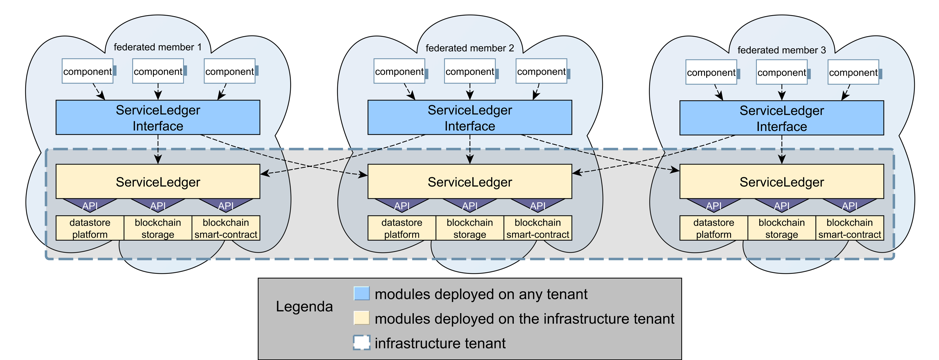 federated member 1
federated member 2
federated member 3
component component component
component component component
component component component
ServiceLedger
Interface
ServiceLedger
Interface
ServiceLedger
Interface
ServiceLedger
ServiceLedger
ServiceLedger
API API API
API API API
API API API
datastore
platform
blockchain
storage
blockchain
smart-contract
datastore
platform
blockchain
storage
blockchain
smart-contract
datastore
platform
blockchain
storage
blockchain
smart-contract
Legenda
modules deployed on any tenant
modules deployed on the infrastructure tenant
infrastructure tenant